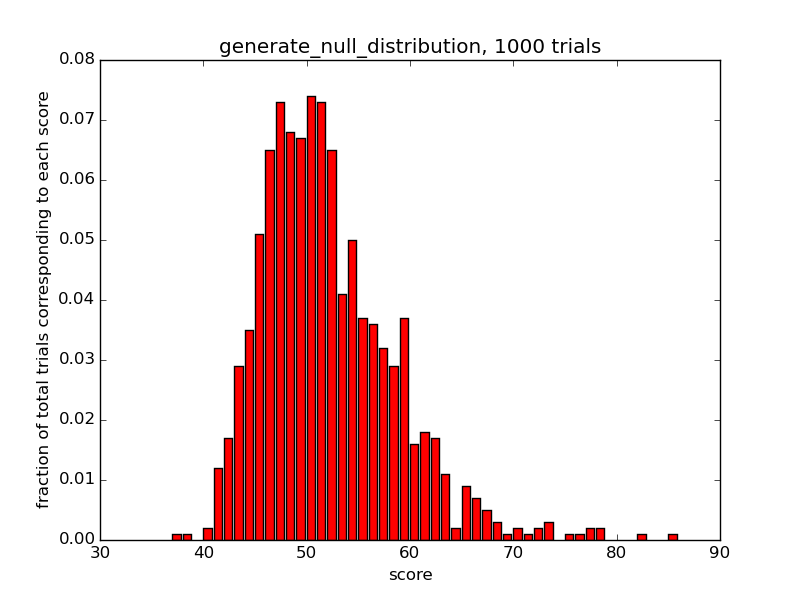 generate_null_distribution, 1000 trials
0.08
0.07
0.06
0.05
0.04
0.03
0.02
0.01
0.00
fraction of total trials corresponding to each score
30 40 50 60 70 80 90
score